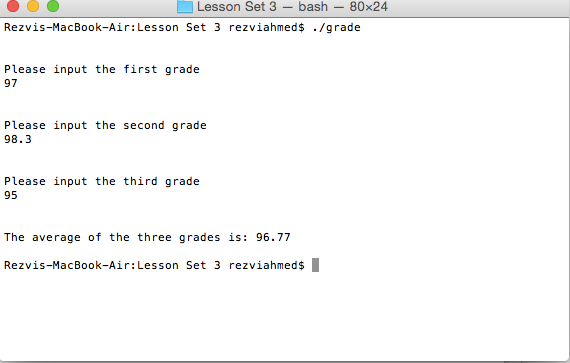 Lesson Set 3 — bash — 80×24
Rezvis-MacBook-Air:Lesson Set 3 rezviahmed$ ./grade
Please input the first grade
97
Please input the second grade
98.3
Please input the third grade
95
The average of the three grades is: 96.77
Rezvis-MacBook-Air:Lesson Set 3 rezviahmed$